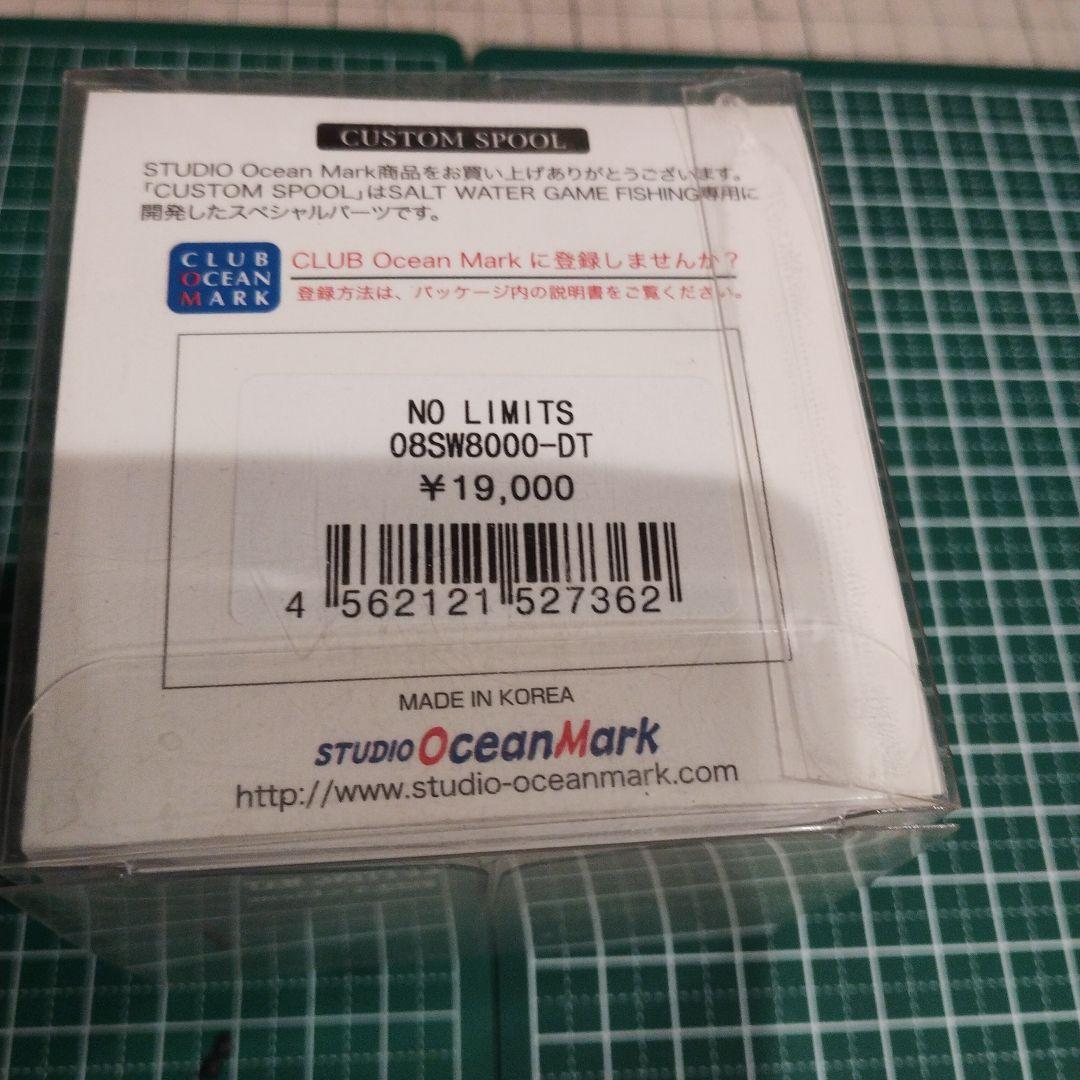 CUSTOM SPOOL
STUDIO Ocean Mark商品をお買い上げありがとうございます。
「CUSTOM SPOOL」はSALT WATER GAME FISHING専用に
開発したスペシャルパーツです。
CLUB
OCEAN
MARK
CLUB Ocean Mark に登録しませんか？
登録方法は、パッケージ内の説明書をご覧ください。
NO LIMITS
08SW8000-DT
￥19,000
4 562121 527362
MADE IN KOREA
STUDIO OceanMark
http://www.studio-oceanmark.com